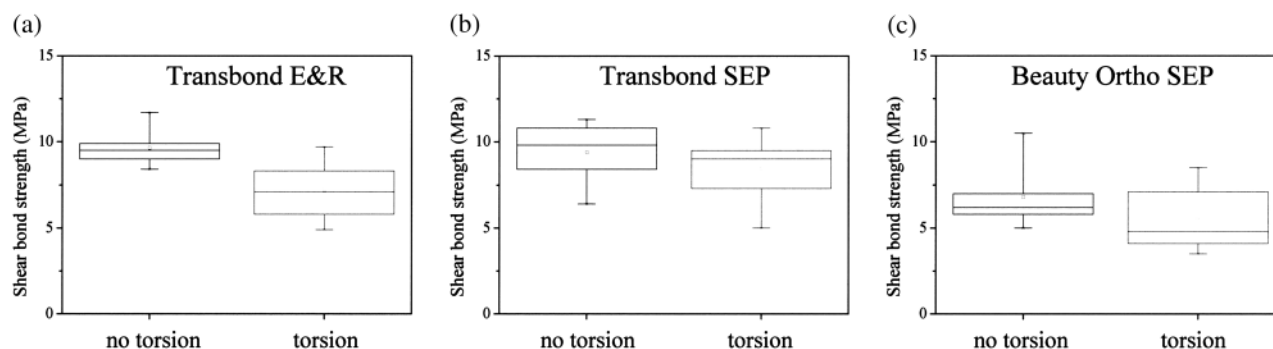 (a)
Transbond E&R
Shear bond strength (MPa)
15
10
5
0
no torsion torsion
(b)
Transbond SEP
Shear bond strength (MPa)
15
10
5
0
no torsion torsion
(c)
Beauty Ortho SEP
Shear bond strength (MPa)
15
10
5
0
no torsion torsion